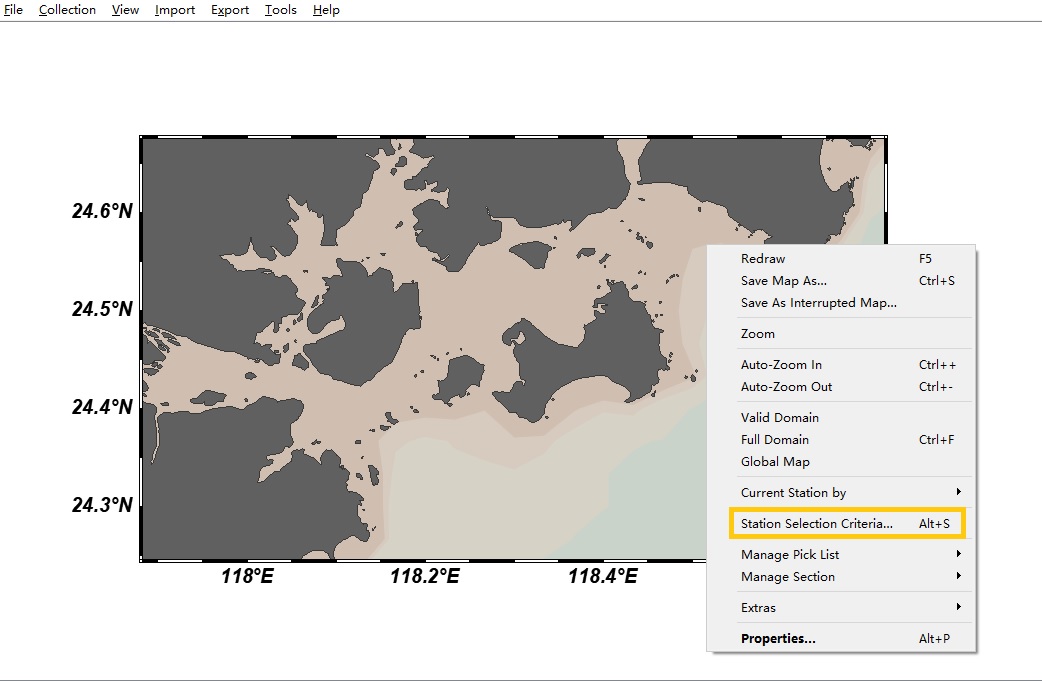 File Collection View Import Export Tools Help
24.6°N
24.5°N
24.4°N
24.3°N
118°E 118.2°E 118.4°E
Redraw F5
Save Map As... Ctrl+S
Save As Interrupted Map...
Zoom
Auto-Zoom In Ctrl++
Auto-Zoom Out Ctrl+-
Valid Domain
Full Domain Ctrl+F
Global Map
Current Station by
Station Selection Criteria... Alt+S
Manage Pick List
Manage Section
Extras
Properties... Alt+P